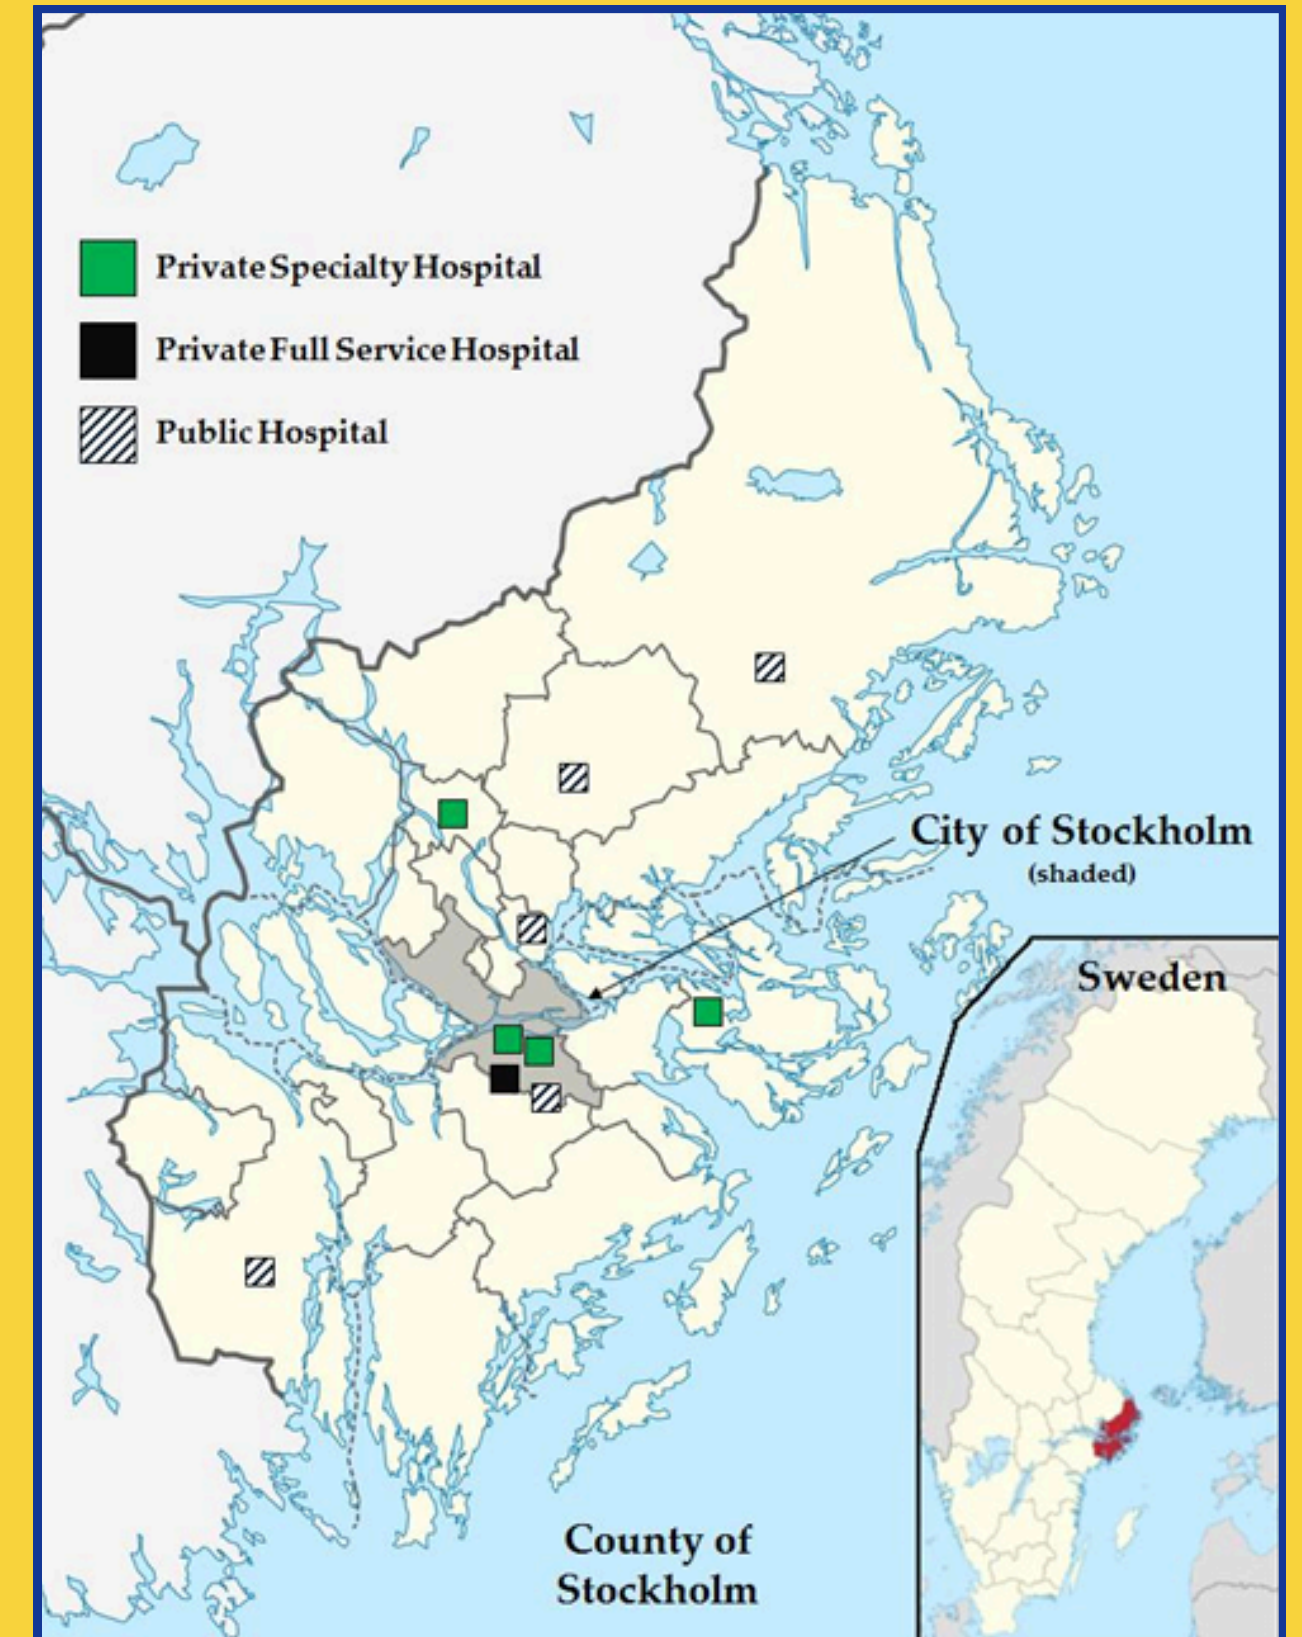 Private Specialty Hospital
Private Full Service Hospital
Public Hospital
City of Stockholm
(shaded)
Sweden
County of
Stockholm